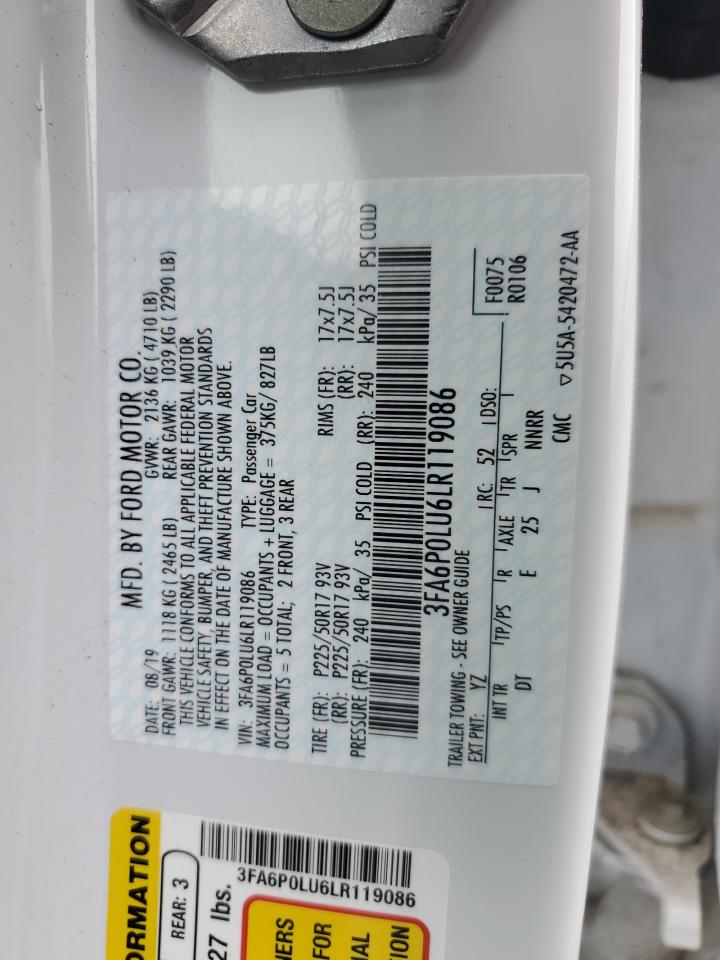 MFD. BY FORD MOTOR CO.
DATE: 08/19 GVWR: 2136 KG ( 4710 LB)
FRONT GAWR: 1118 KG ( 2465 LB) REAR GAWR: 1039 KG ( 2290 LB)
THIS VEHICLE CONFORMS TO ALL APPLICABLE FEDERAL MOTOR
VEHICLE SAFETY, BUMPER, AND THEFT PREVENTION STANDARDS
IN EFFECT ON THE DATE OF MANUFACTURE SHOWN ABOVE.
VIN: 3FA6P0LU6LR119086 TYPE: Passenger Car
MAXIMUM LOAD = OCCUPANTS + LUGGAGE = 375KG/ 827LB
OCCUPANTS = 5 TOTAL; 2 FRONT, 3 REAR
TIRE (FR): P225/50R17 93V RIMS (FR): 17x7.5J
(RR): P225/50R17 93V (RR): 17x7.5J
PRESSURE (FR): 240 kPa/ 35 PSI COLD (RR): 240 kPa/ 35 PSI COLD
3FA6P0LU6LR119086
TRAILER TOWING - SEE OWNER GUIDE
F0075
R0106
EXT PNT: YZ RC: 52 DSO:
INT TR TP/PS R AXLE TR SPR
DT E 25 J NNRR
CMC ▽5U5A-5420472-AA
ORMATION
REAR: 3
27 lbs.
3FA6P0LU6LR119086
NERS
FOR
NAL
ION